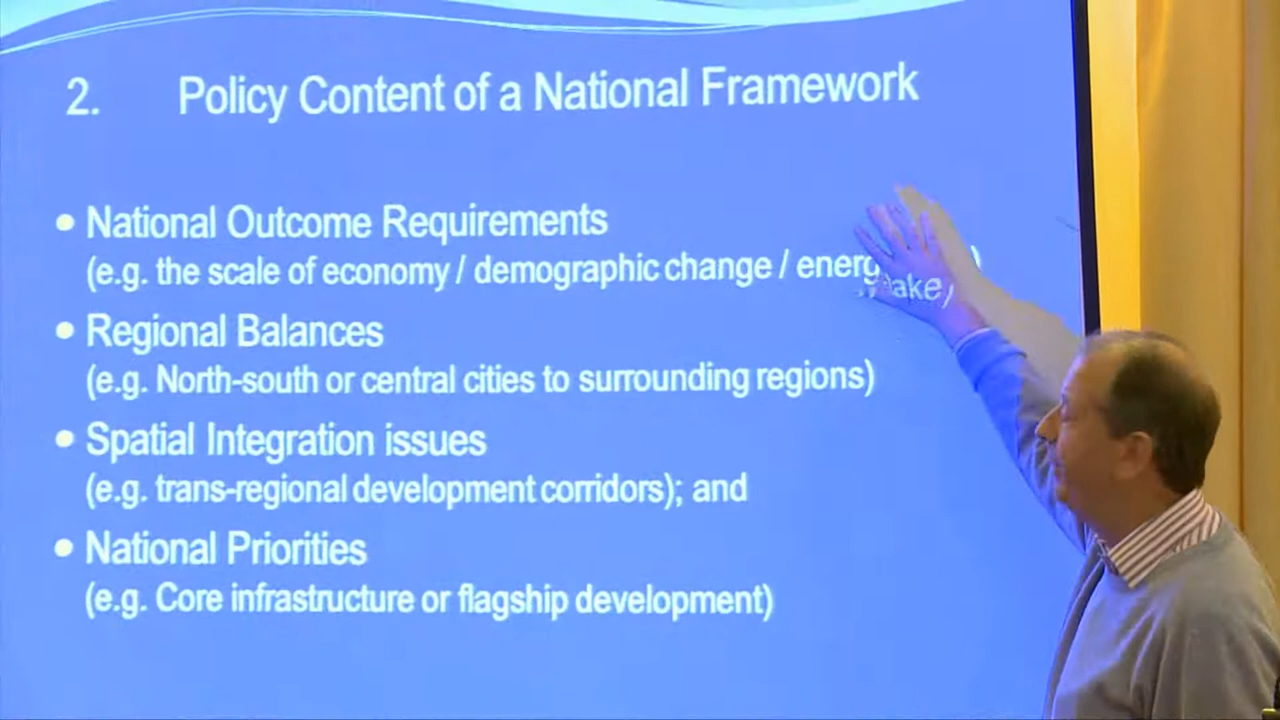 2. Policy Content of a National Framework
• National Outcome Requirements
(e.g. the scale of economy / demographic change / energ
• Regional Balances
(e.g. North-south or central cities to surrounding regions)
• Spatial Integration issues
(e.g. trans-regional development corridors); and
• National Priorities
(e.g. Core infrastructure or flagship development)